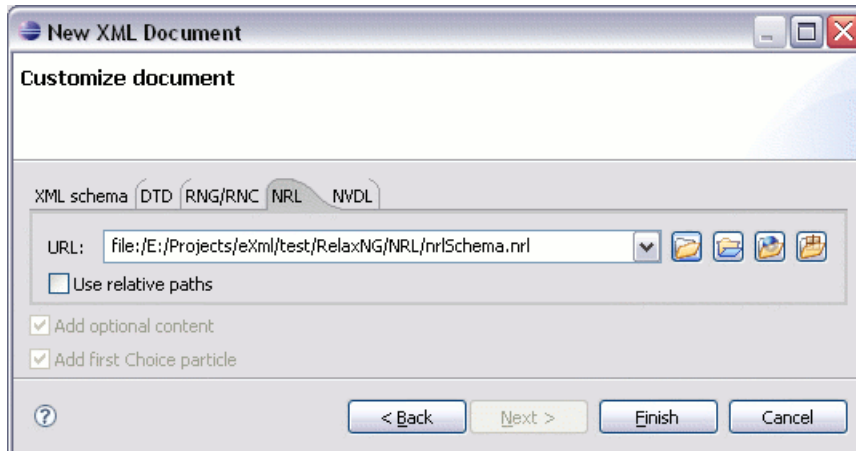 New XML Document
Customize document
XML schema DTD RNG/RNC NRL NVDL
URL: file:/E:/Projects/eXml/test/RelaxNG/NRL/nrlSchema.nrl
Use relative paths
Add optional content
Add first Choice particle
? < Back Next > Finish Cancel